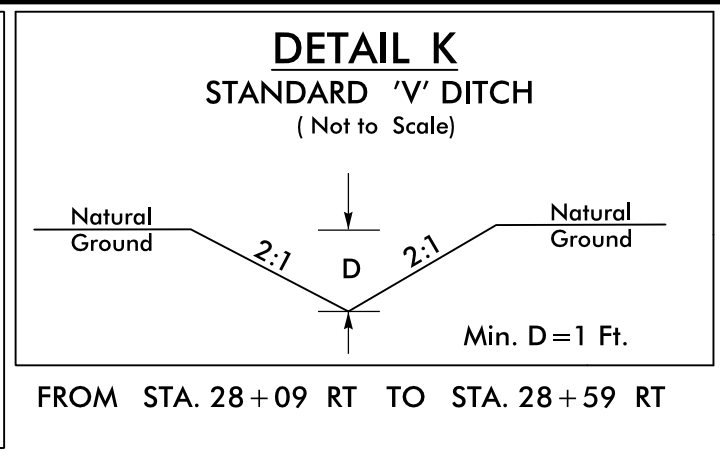 DETAIL K
STANDARD 'V' DITCH
( Not to Scale)
Natural
Ground
2:1
D
2:1
Natural
Ground
Min. D=1 Ft.
FROM STA. 28+09 RT TO STA. 28+59 RT